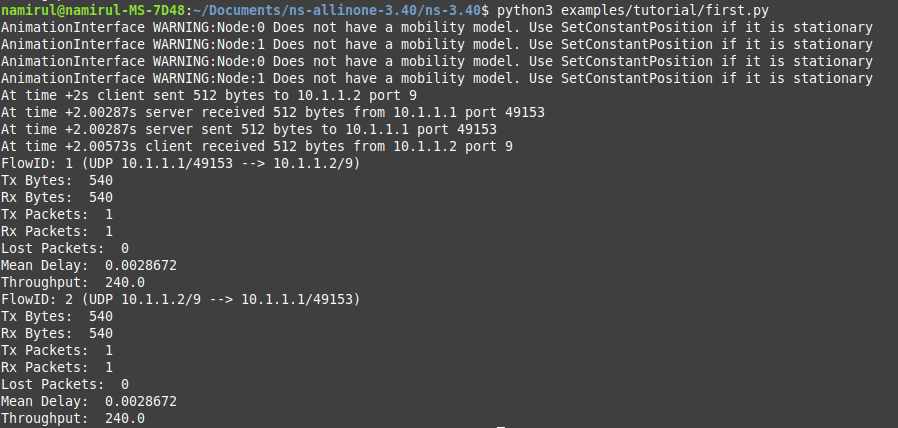 namirul@namirul-MS-7D48:~/Documents/ns-allinone-3.40/ns-3.40$ python3 examples/tutorial/first.py
AnimationInterface WARNING:Node:0 Does not have a mobility model. Use SetConstantPosition if it is stationary
AnimationInterface WARNING:Node:1 Does not have a mobility model. Use SetConstantPosition if it is stationary
AnimationInterface WARNING:Node:0 Does not have a mobility model. Use SetConstantPosition if it is stationary
AnimationInterface WARNING:Node:1 Does not have a mobility model. Use SetConstantPosition if it is stationary
At time +2s client sent 512 bytes to 10.1.1.2 port 9
At time +2.00287s server received 512 bytes from 10.1.1.1 port 49153
At time +2.00287s server sent 512 bytes to 10.1.1.1 port 49153
At time +2.00573s client received 512 bytes from 10.1.1.2 port 9
FlowID: 1 (UDP 10.1.1.1/49153 --> 10.1.1.2/9)
Tx Bytes:  540
Rx Bytes:  540
Tx Packets:  1
Rx Packets:  1
Lost Packets:  0
Mean Delay:  0.0028672
Throughput:  240.0
FlowID: 2 (UDP 10.1.1.2/9 --> 10.1.1.1/49153)
Tx Bytes:  540
Rx Bytes:  540
Tx Packets:  1
Rx Packets:  1
Lost Packets:  0
Mean Delay:  0.0028672
Throughput:  240.0